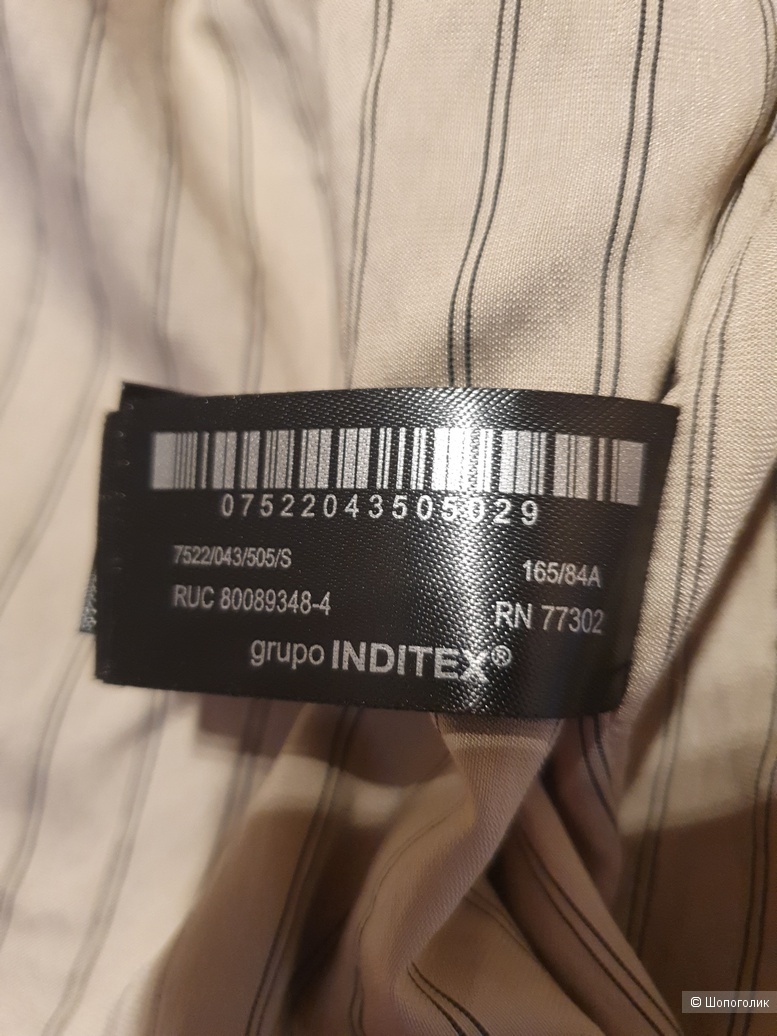 07522043505029
7522/043/505/S
165/84A
RUC 80089348-4
RN 77302
grupo INDITEX®
© Шопоголик